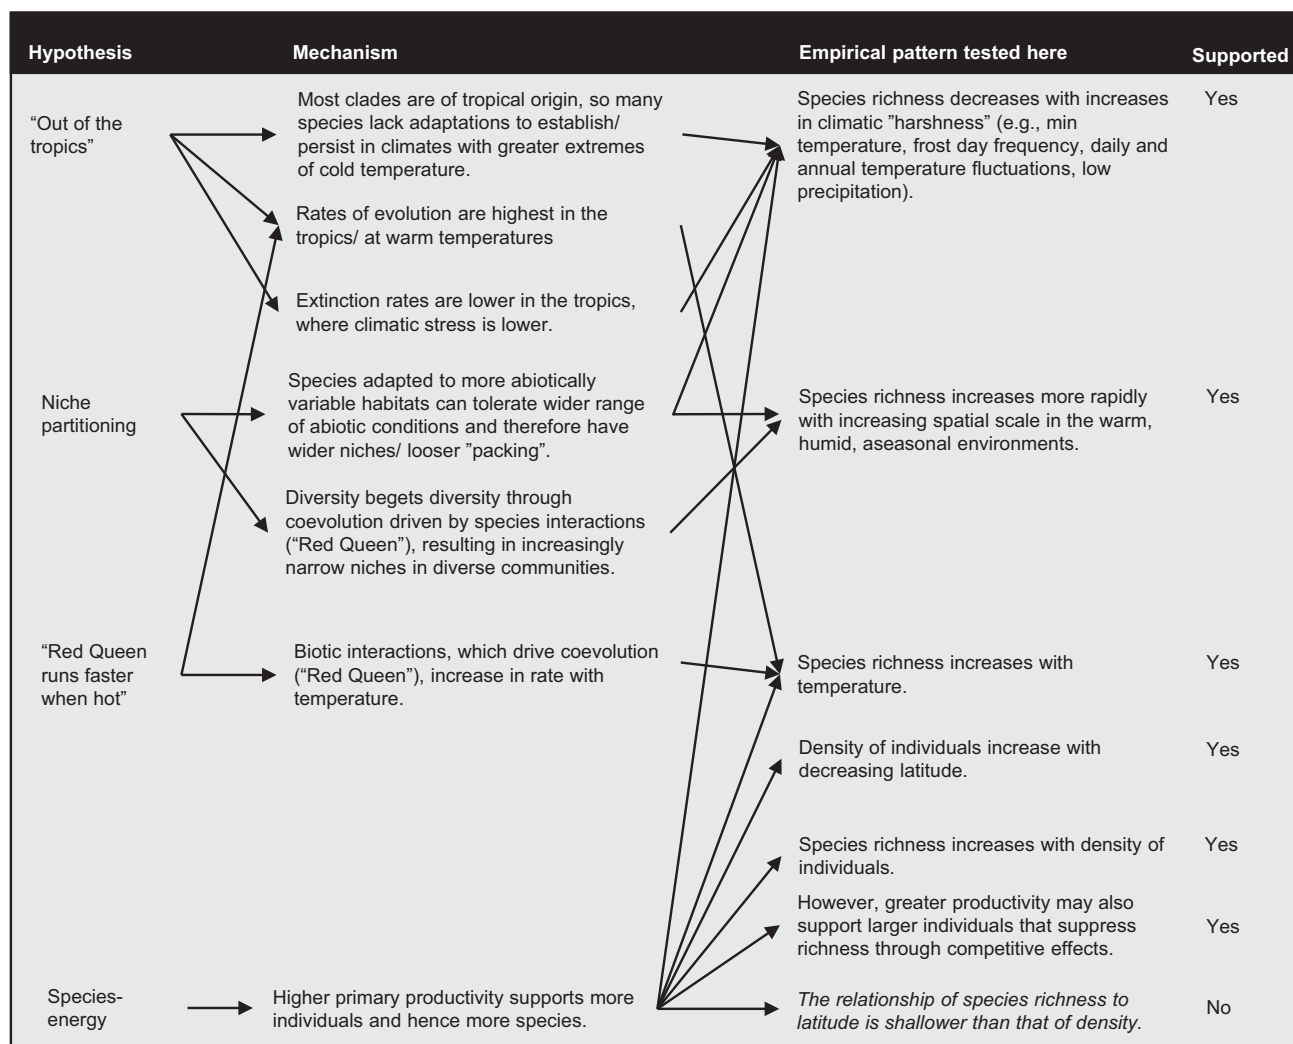 Hypothesis
Mechanism
Empirical pattern tested here
Supported
“Out of the
tropics”
Most clades are of tropical origin, so many
species lack adaptations to establish/
persist in climates with greater extremes
of cold temperature.
Species richness decreases with increases
in climatic ”harshness” (e.g., min
temperature, frost day frequency, daily and
annual temperature fluctuations, low
precipitation).
Yes
Rates of evolution are highest in the
tropics/ at warm temperatures
Extinction rates are lower in the tropics,
where climatic stress is lower.
Niche
partitioning
Species adapted to more abiotically
variable habitats can tolerate wider range
of abiotic conditions and therefore have
wider niches/ looser ”packing”.
Species richness increases more rapidly
with increasing spatial scale in the warm,
humid, aseasonal environments.
Yes
Diversity begets diversity through
coevolution driven by species interactions
(“Red Queen”), resulting in increasingly
narrow niches in diverse communities.
“Red Queen
runs faster
when hot”
Biotic interactions, which drive coevolution
(“Red Queen”), increase in rate with
temperature.
Species richness increases with
temperature.
Yes
Density of individuals increase with
decreasing latitude.
Yes
Species richness increases with density of
individuals.
Yes
However, greater productivity may also
support larger individuals that suppress
richness through competitive effects.
Yes
Species-
energy
Higher primary productivity supports more
individuals and hence more species.
The relationship of species richness to
latitude is shallower than that of density.
No